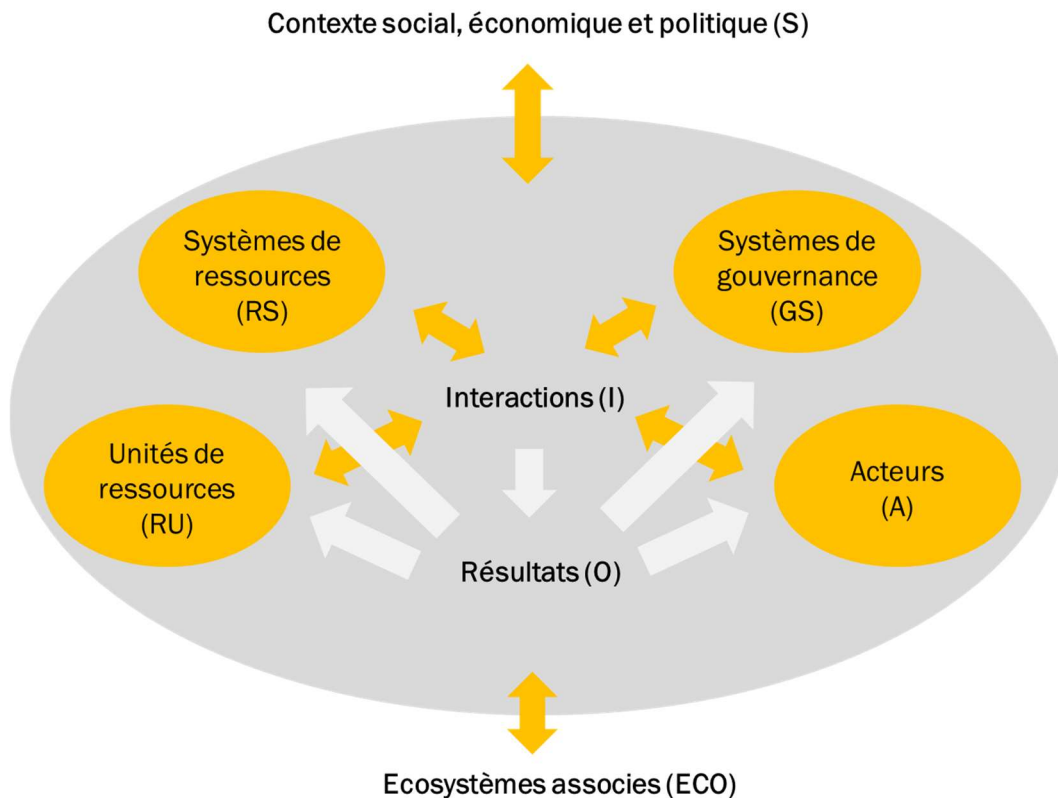 Contexte social, économique et politique (S)
Systèmes de
ressources
(RS)
Systèmes de
gouvernance
(GS)
Interactions (I)
Unités de
ressources
(RU)
Acteurs
(A)
Résultats (O)
Ecosystèmes associes (ECO)